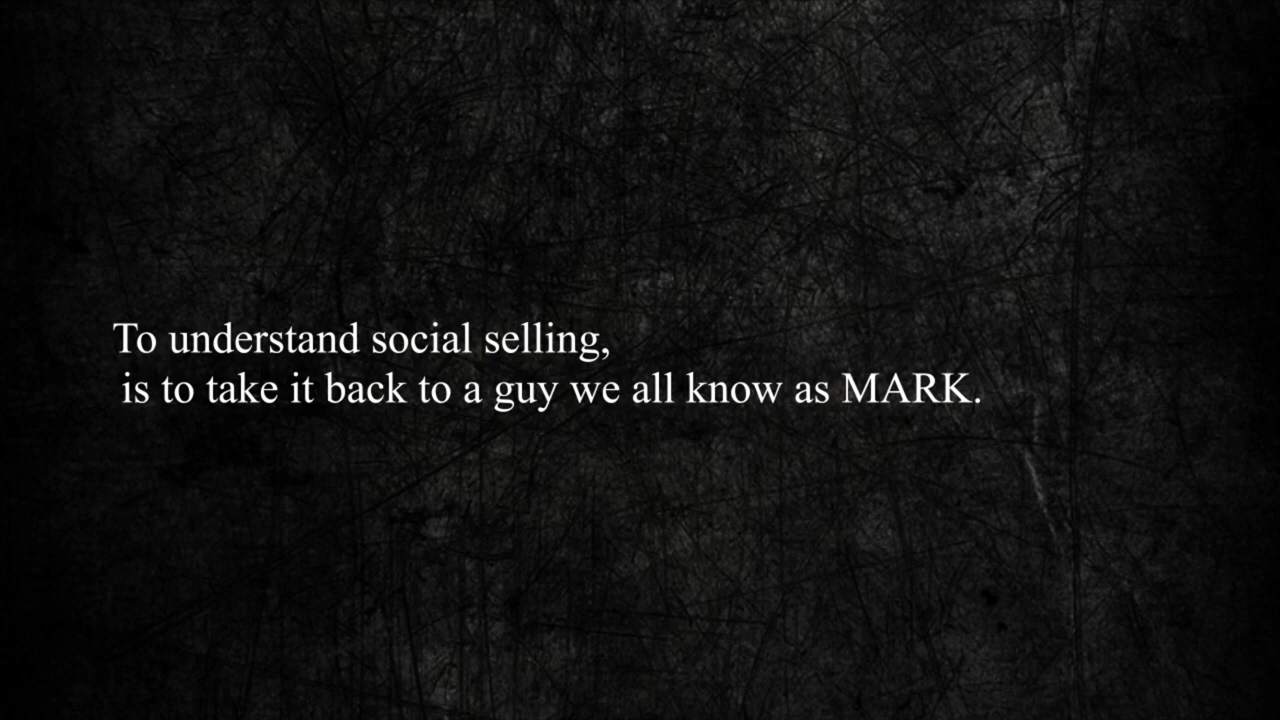 To understand social selling,
is to take it back to a guy we all know as MARK.